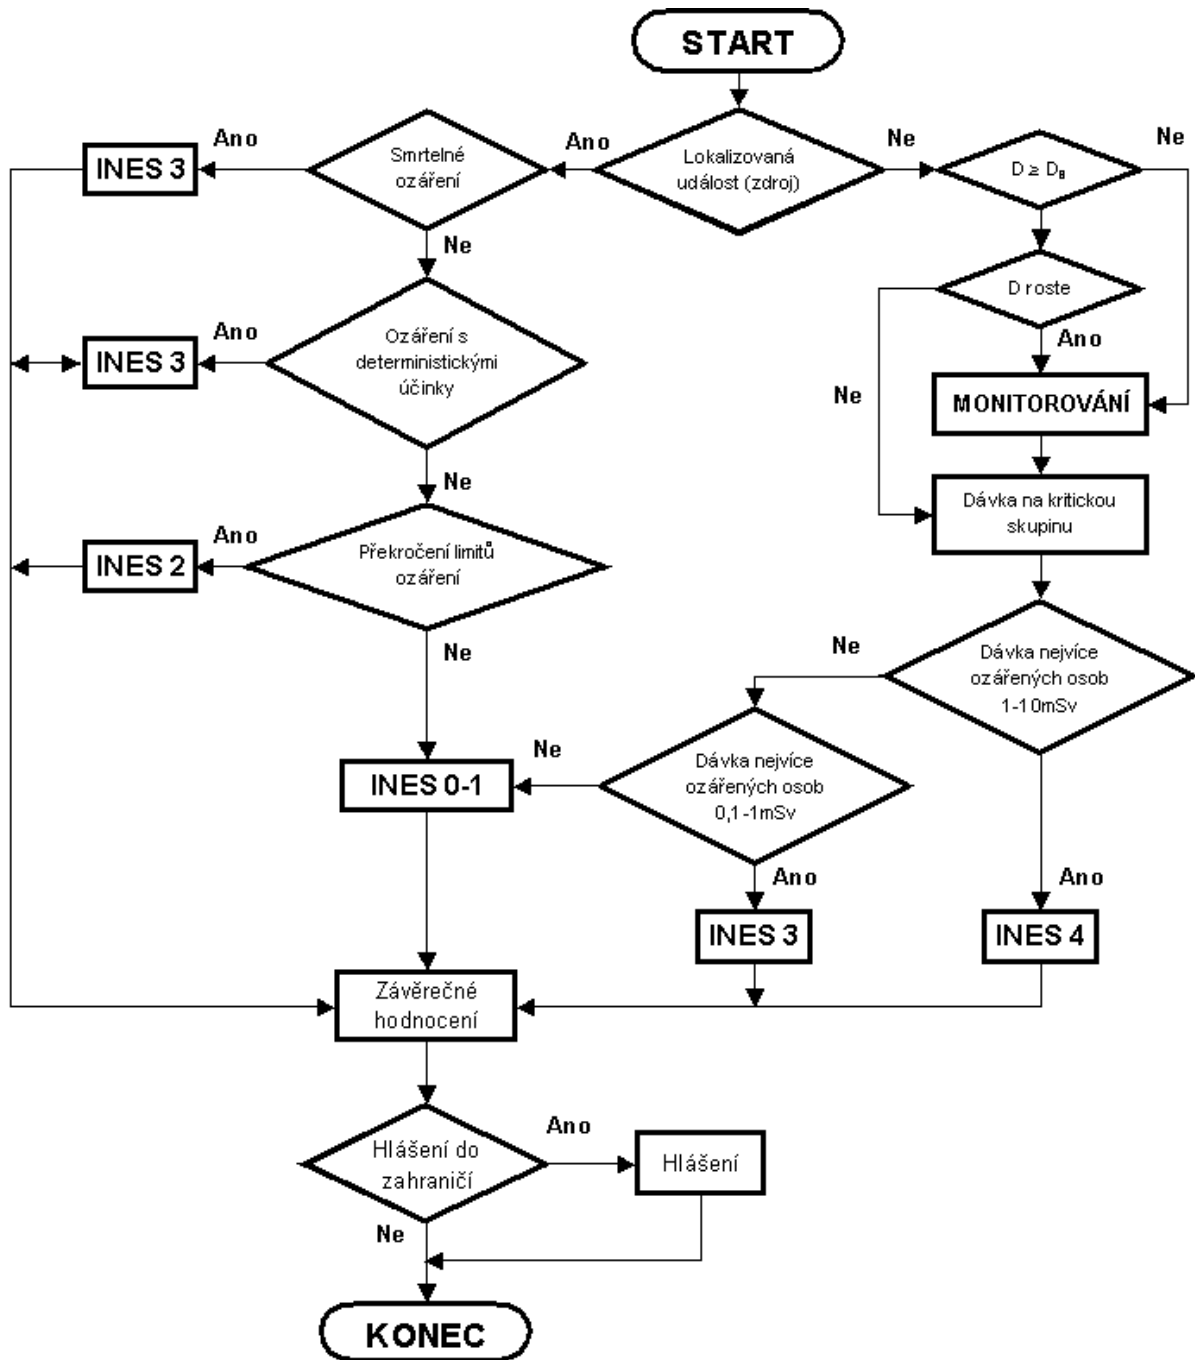 START
Ano
Smrtelné
ozáření
Ano
Lokalizovaná
událost (zdroj)
Ne
D ≥ D
Ne
INES 3
Ne
D roste
Ano
Ozáření s
deterministickými
účinky
Ano
INES 3
Ne
MONITOROVÁNÍ
Ne
Dávka na kritickou
skupinu
Ano
Překročení limitů
ozáření
INES 2
Ne
Ne
Dávka nejvíce
ozářených osob
1-10mSv
Ne
Dávka nejvíce
ozářených osob
0,1-1mSv
INES 0-1
Ano
Ano
INES 3
INES 4
Závěrečné
hodnocení
Hlášení do
zahraničí
Ano
Hlášení
Ne
KONEC